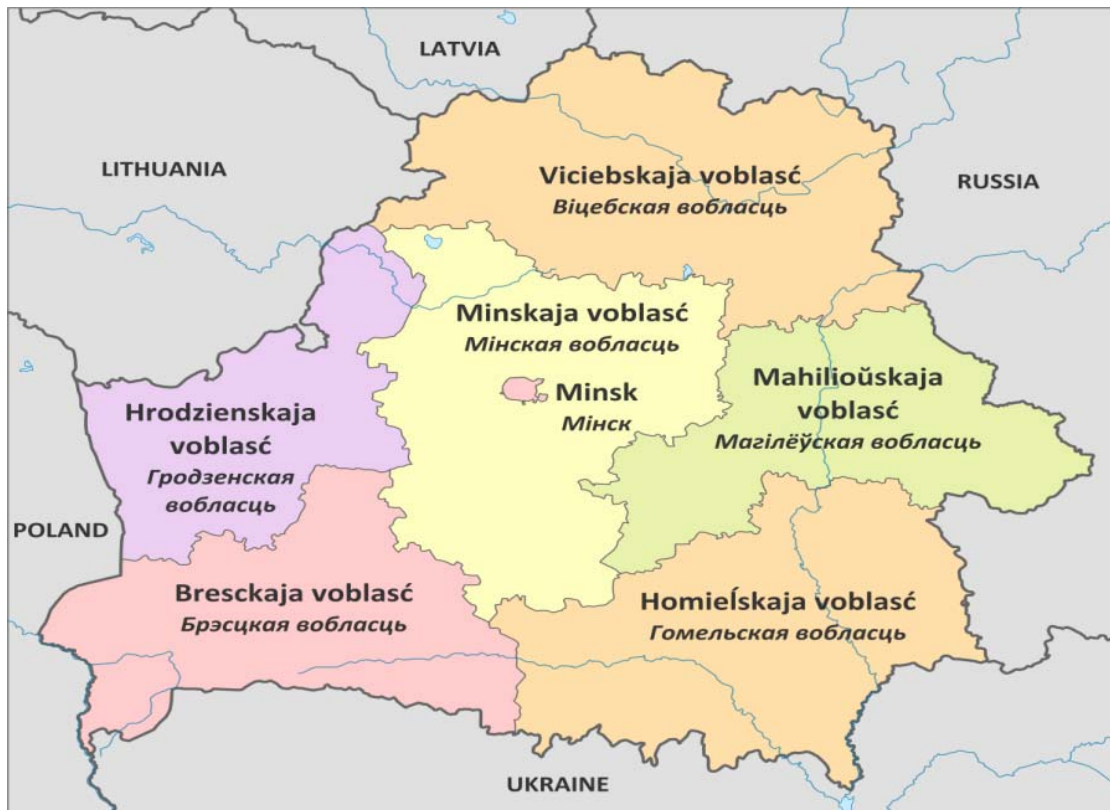 LATVIA
LITHUANIA
Viciebskaja voblasć
Віцебская вобласць
RUSSIA
Minskaja voblasć
Мінская вобласць
Minsk
Мінск
Mahilioŭskaja
voblasć
Магілёўская вобласць
Hrodzienskaja
voblasć
Гродзенская
вобласць
POLAND
Bresckaja voblasć
Брэсцкая вобласць
Homieĺskaja voblasć
Гомельская вобласць
UKRAINE